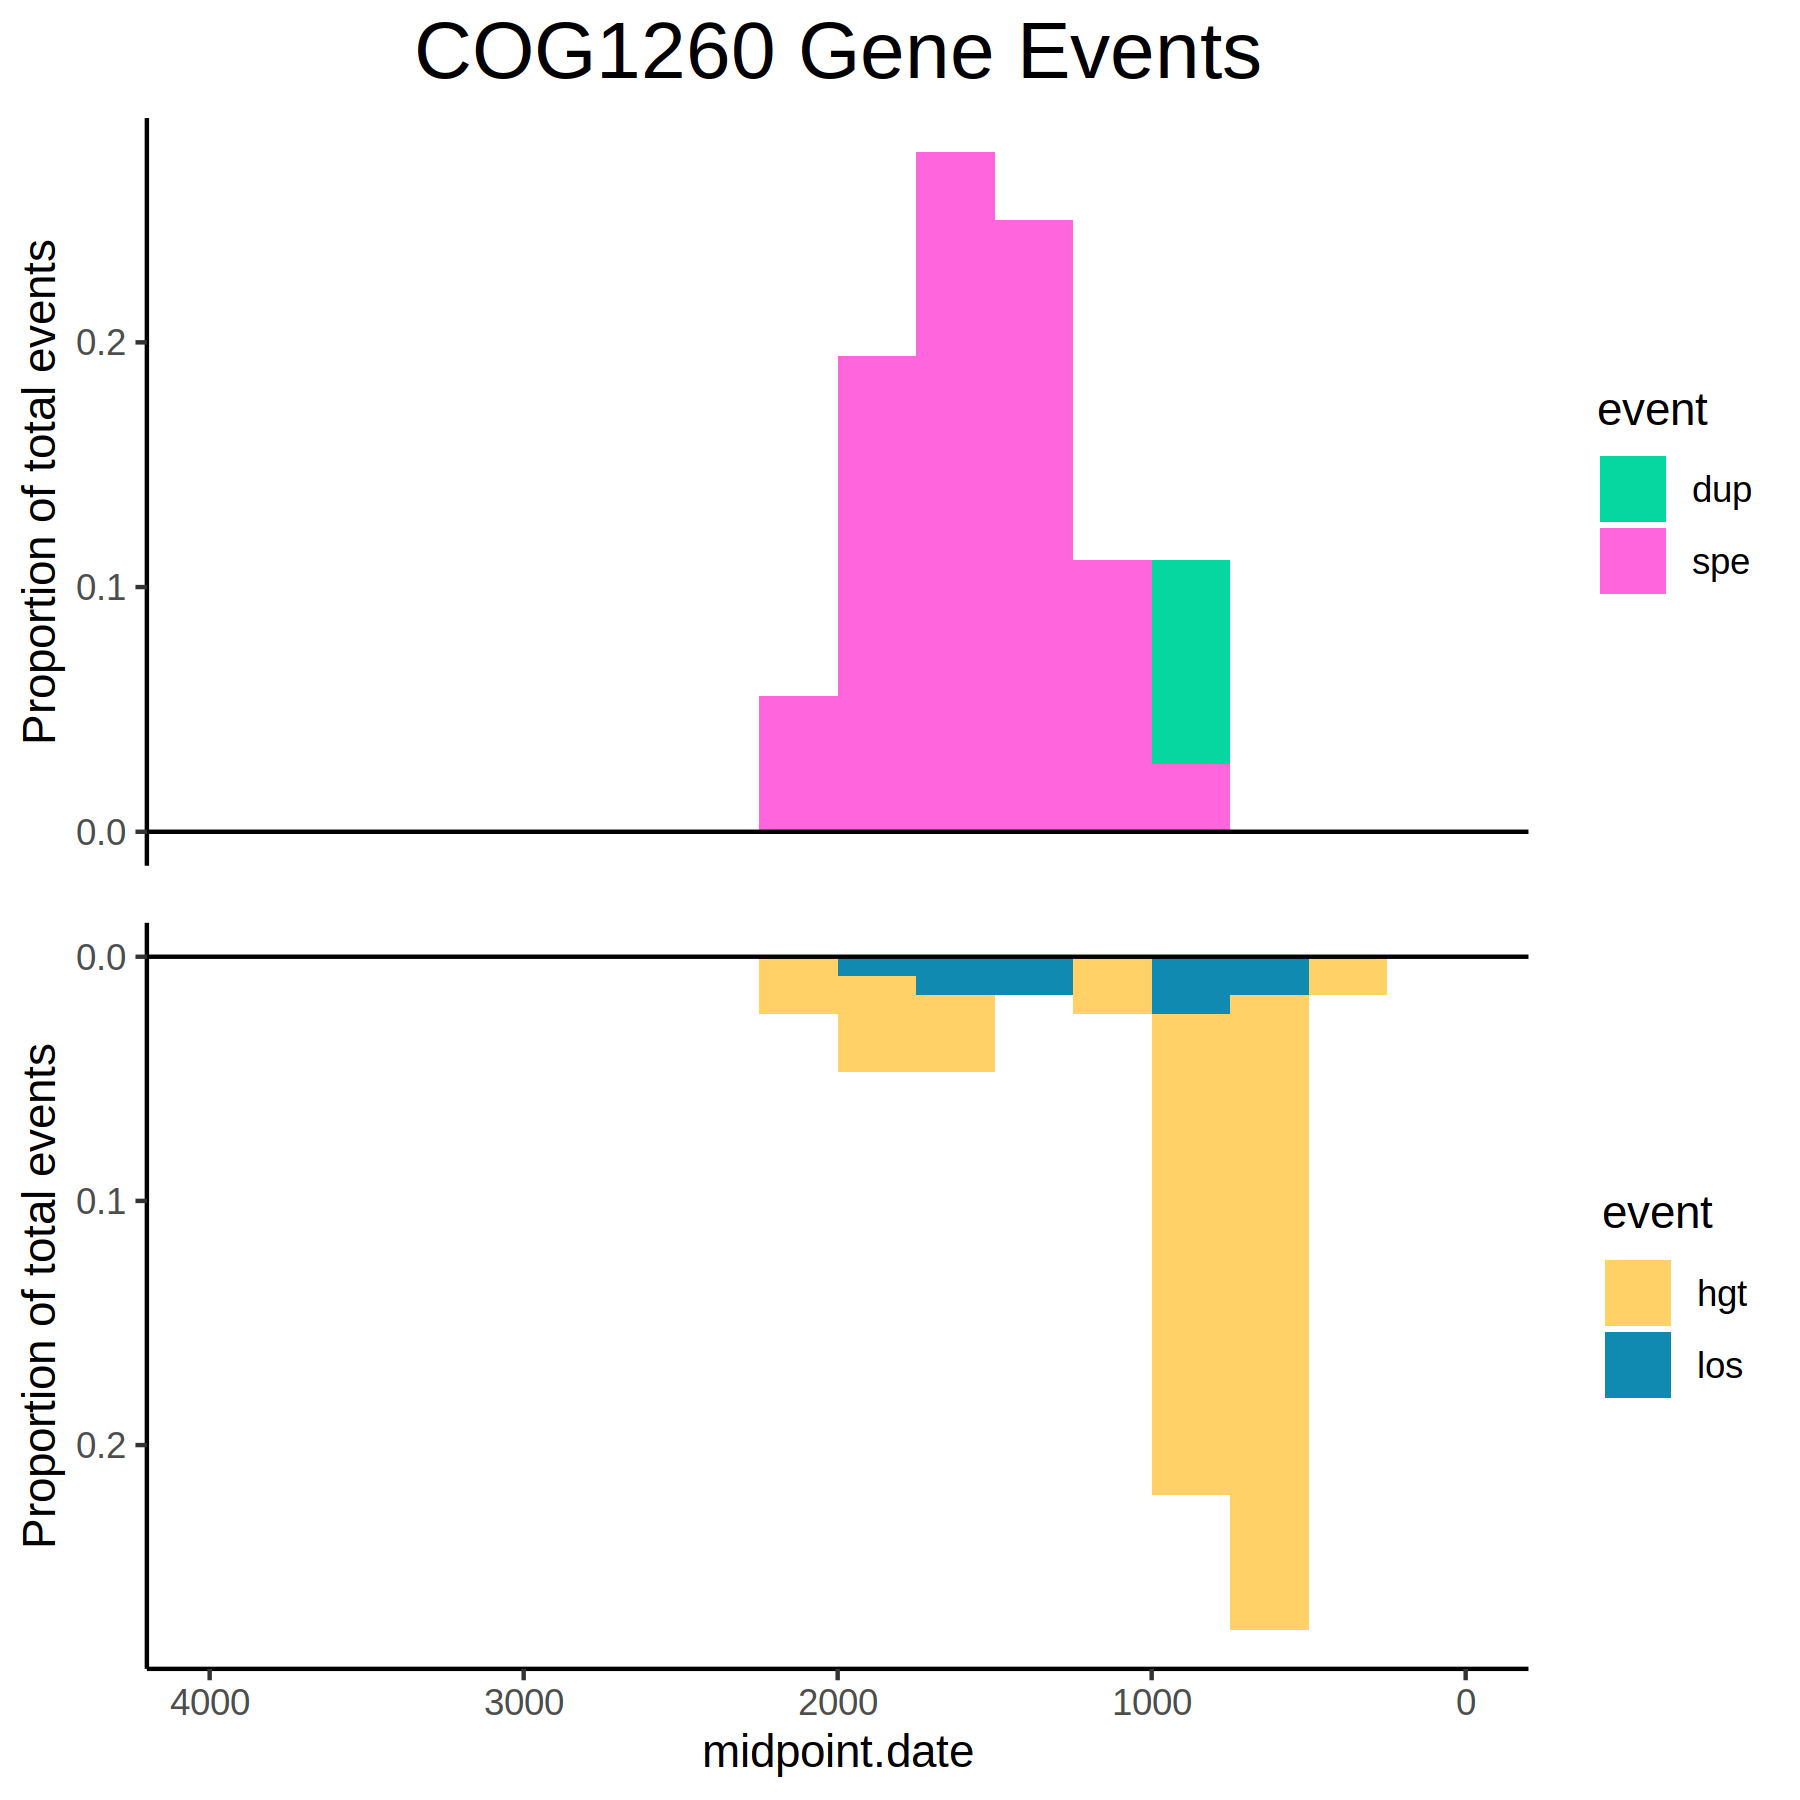 COG1260 Gene Events
Proportion of total events
0.2
0.1
0.0
event
dup
spe
Proportion of total events
0.0
0.1
0.2
event
hgt
los
4000 3000 2000 1000 0
midpoint.date